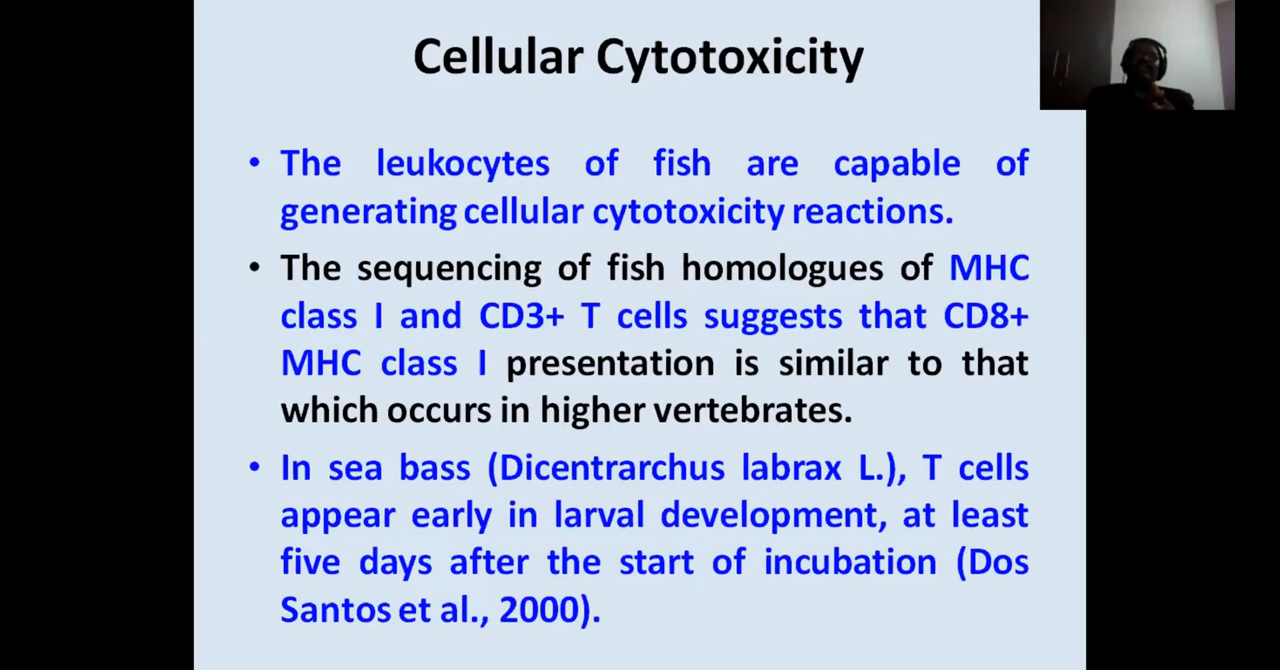 Cellular Cytotoxicity
• The leukocytes of fish are capable of
generating cellular cytotoxicity reactions.
• The sequencing of fish homologues of MHC
class I and CD3+ T cells suggests that CD8+
MHC class I presentation is similar to that
which occurs in higher vertebrates.
• In sea bass (Dicentrarchus labrax L.), T cells
appear early in larval development, at least
five days after the start of incubation (Dos
Santos et al., 2000).